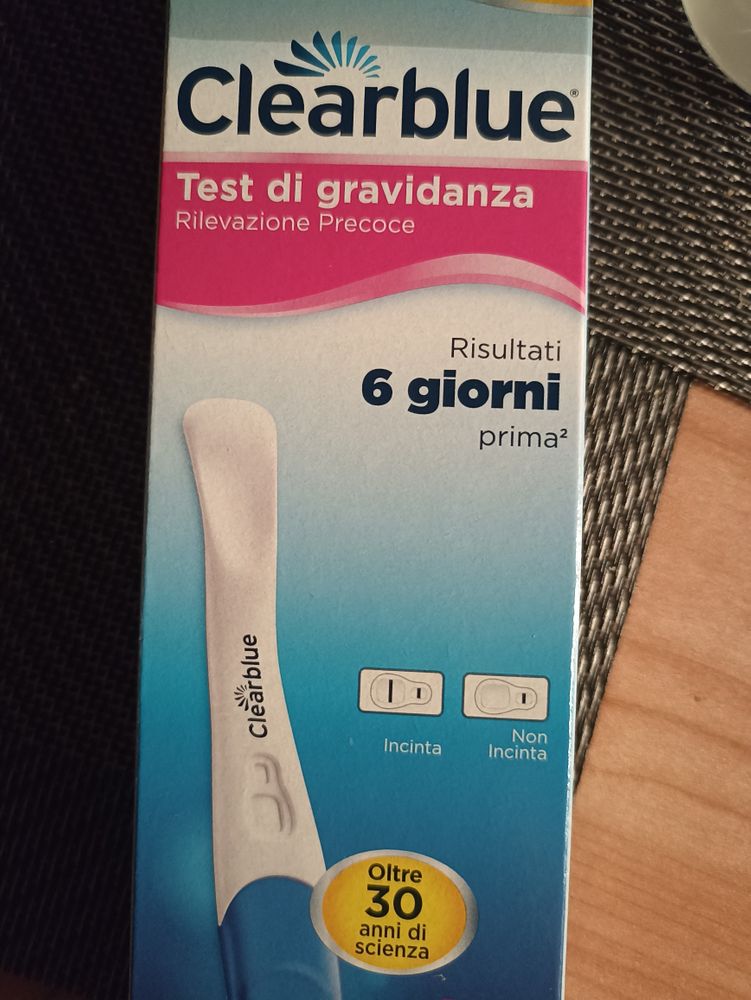 Clearblue®
Test di gravidanza
Rilevazione Precoce
Risultati
6 giorni
prima²
Clearblue
Incinta
Non
Incinta
Oltre
30
anni di
scienza